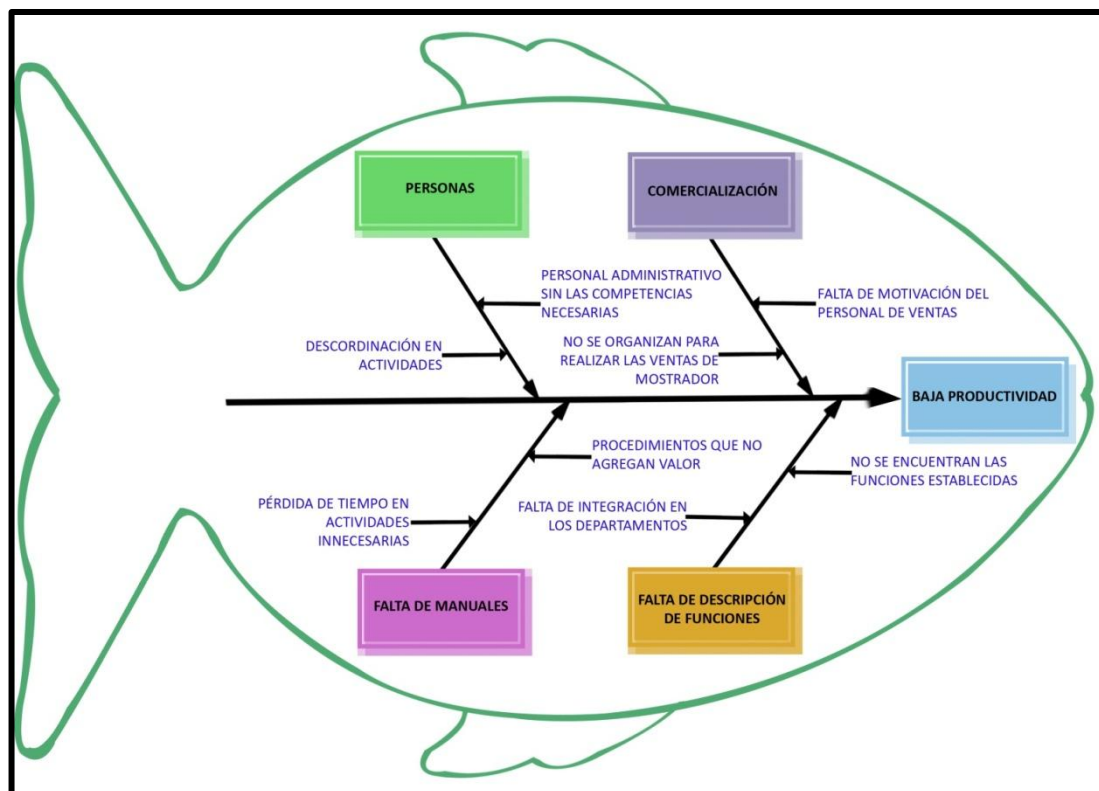 PERSONAS
COMERCIALIZACIÓN
PERSONAL ADMINISTRATIVO
SIN LAS COMPETENCIAS
NECESARIAS
FALTA DE MOTIVACIÓN DEL
PERSONAL DE VENTAS
DESCORDINACIÓN EN
ACTIVIDADES
NO SE ORGANIZAN PARA
REALIZAR LAS VENTAS DE
MOSTRADOR
BAJA PRODUCTIVIDAD
PROCEDIMIENTOS QUE NO
AGREGAN VALOR
NO SE ENCUENTRAN LAS
FUNCIONES ESTABLECIDAS
PÉRDIDA DE TIEMPO EN
ACTIVIDADES
INNECESARIAS
FALTA DE INTEGRACIÓN EN
LOS DEPARTAMENTOS
FALTA DE MANUALES
FALTA DE DESCRIPCIÓN
DE FUNCIONES